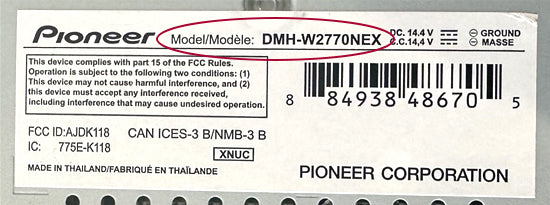 Pioneer Model/Modèle: DMH-W2770NEX
DC. 14.4 V ⎓ ⊖ GROUND
C.C.14,4V ⎓ ⊖ MASSE
This device complies with part 15 of the FCC Rules.
Operation is subject to the following two conditions: (1)
This device may not cause harmful interference, and (2)
this device must accept any interference received,
including interference that may cause undesired operation.
8 84938 48670 5
FCC ID:AJDK118 CAN ICES-3 B/NMB-3 B
IC: 775E-K118
XNUC
MADE IN THAILAND/FABRIQUÉ EN THAÏLANDE
PIONEER CORPORATION